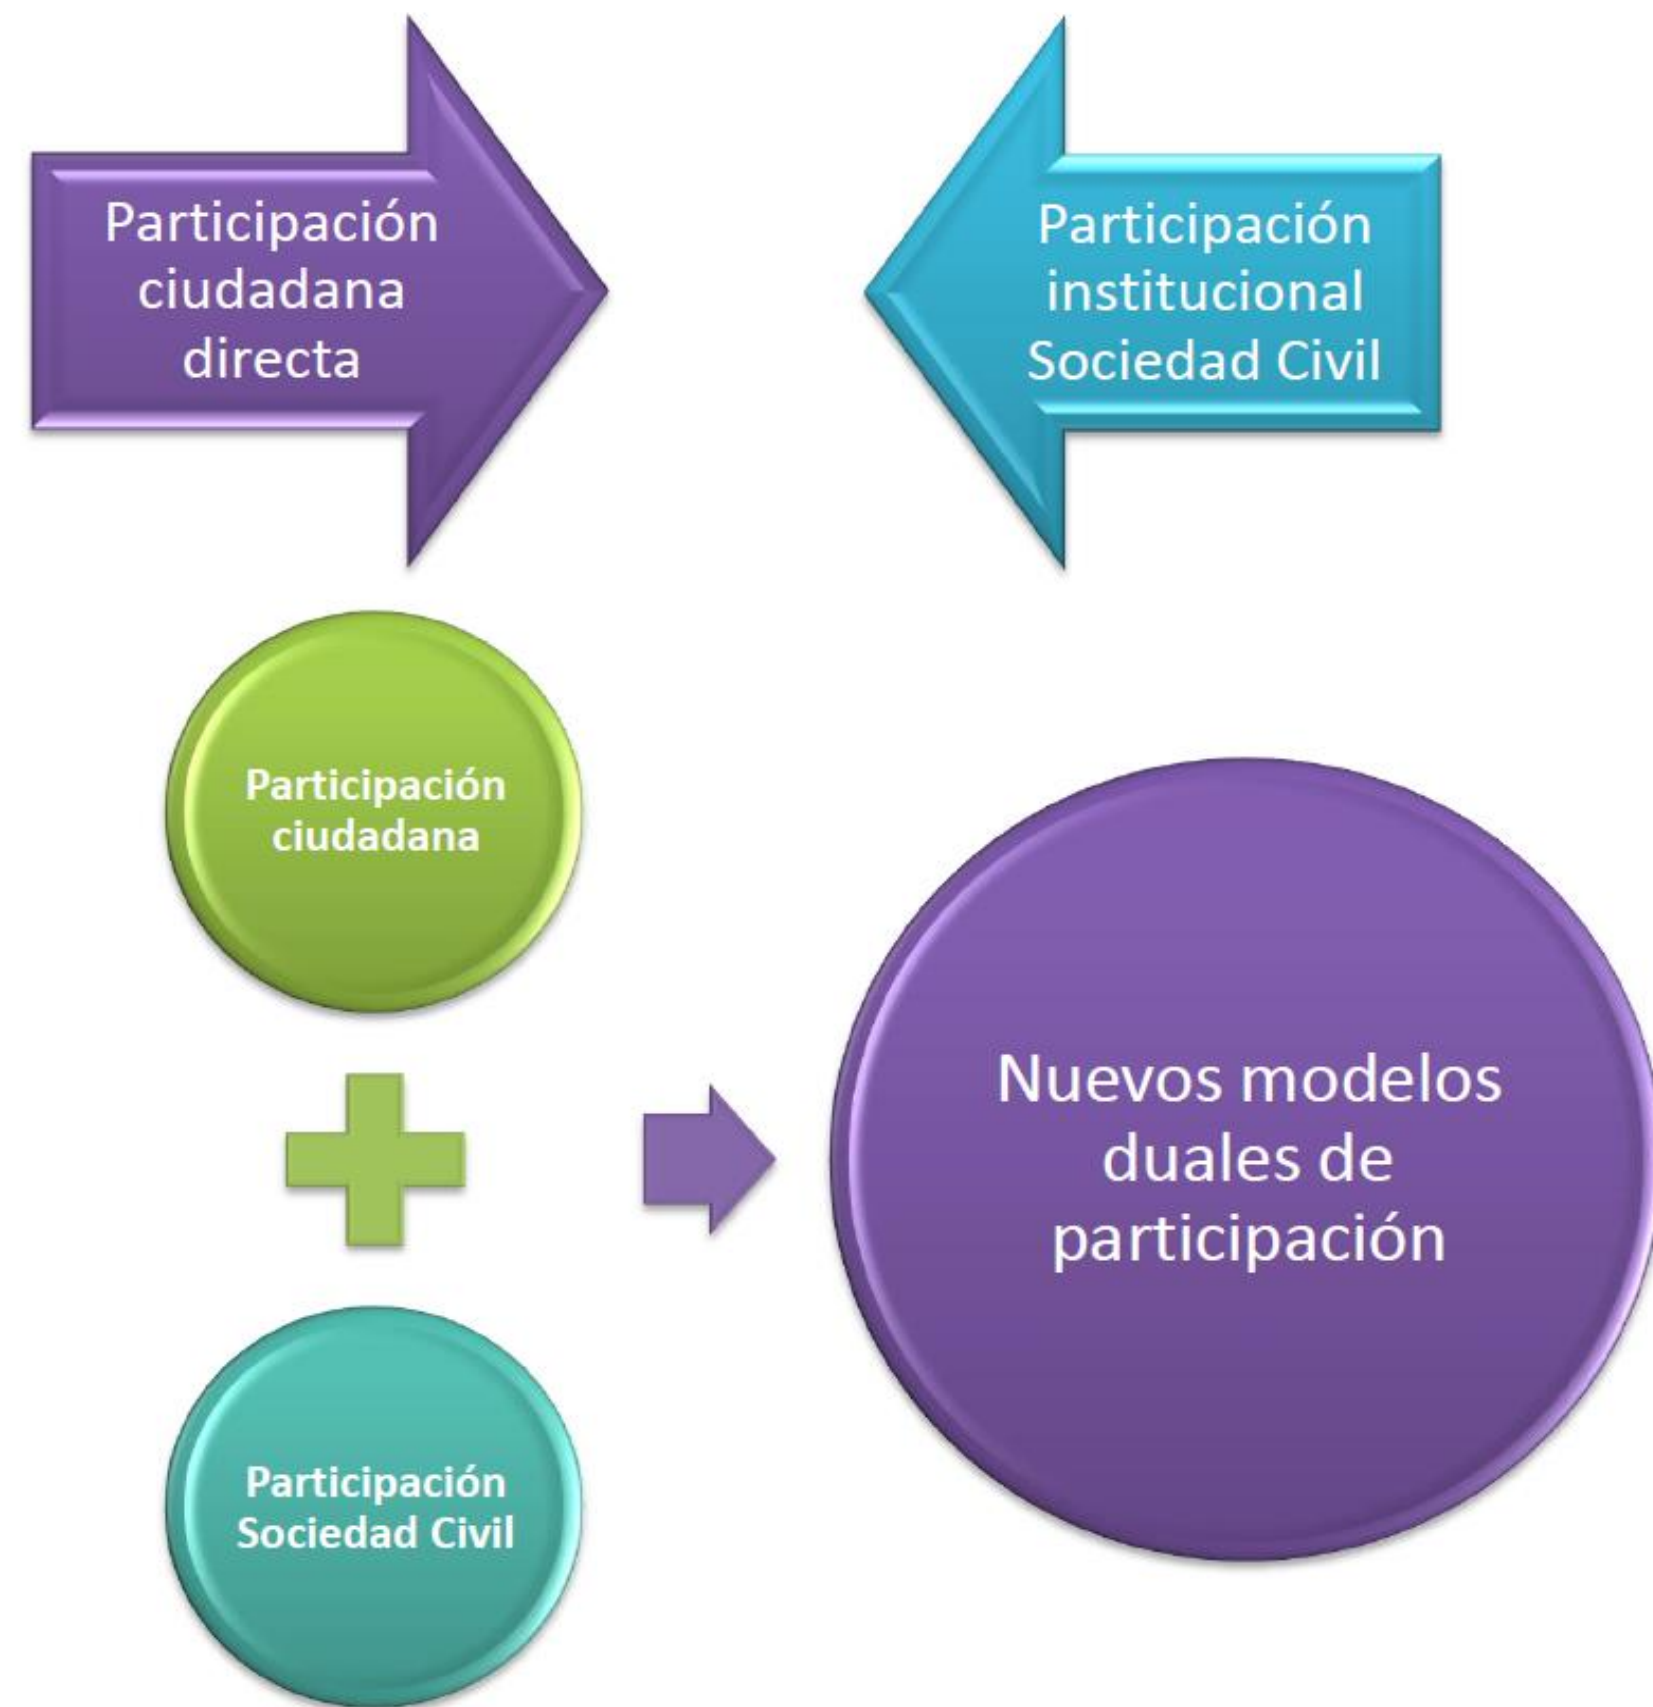 Participación
ciudadana
directa
Participación
institucional
Sociedad Civil
Participación
ciudadana
Participación
Sociedad Civil
Nuevos modelos
duales de
participación